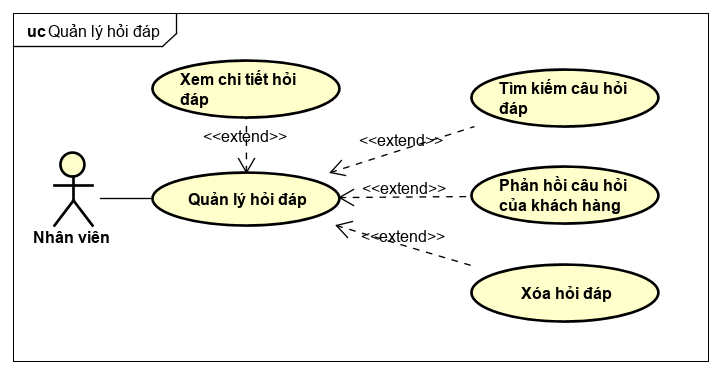 uc Quản lý hỏi đáp
Xem chi tiết hỏi
đáp
Tìm kiếm câu hỏi
đáp
<<extend>>
<<extend>>
Quản lý hỏi đáp
<<extend>>
Phản hồi câu hỏi
của khách hàng
Nhân viên
<<extend>>
Xóa hỏi đáp